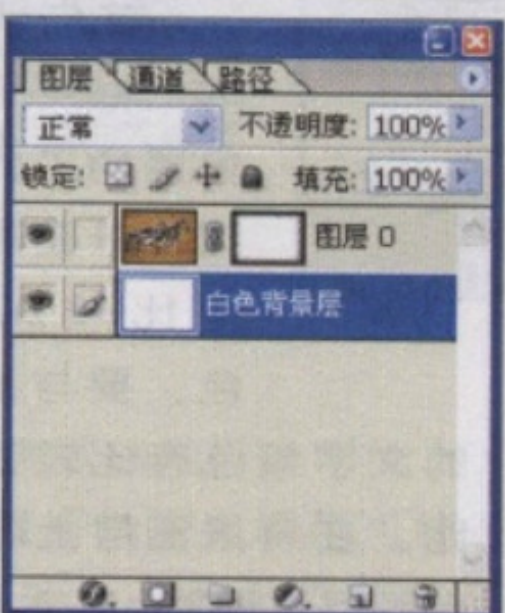 图层 通道 路径
正常 不透明度: 100%
锁定: 填充: 100%
图层 0
白色背景层